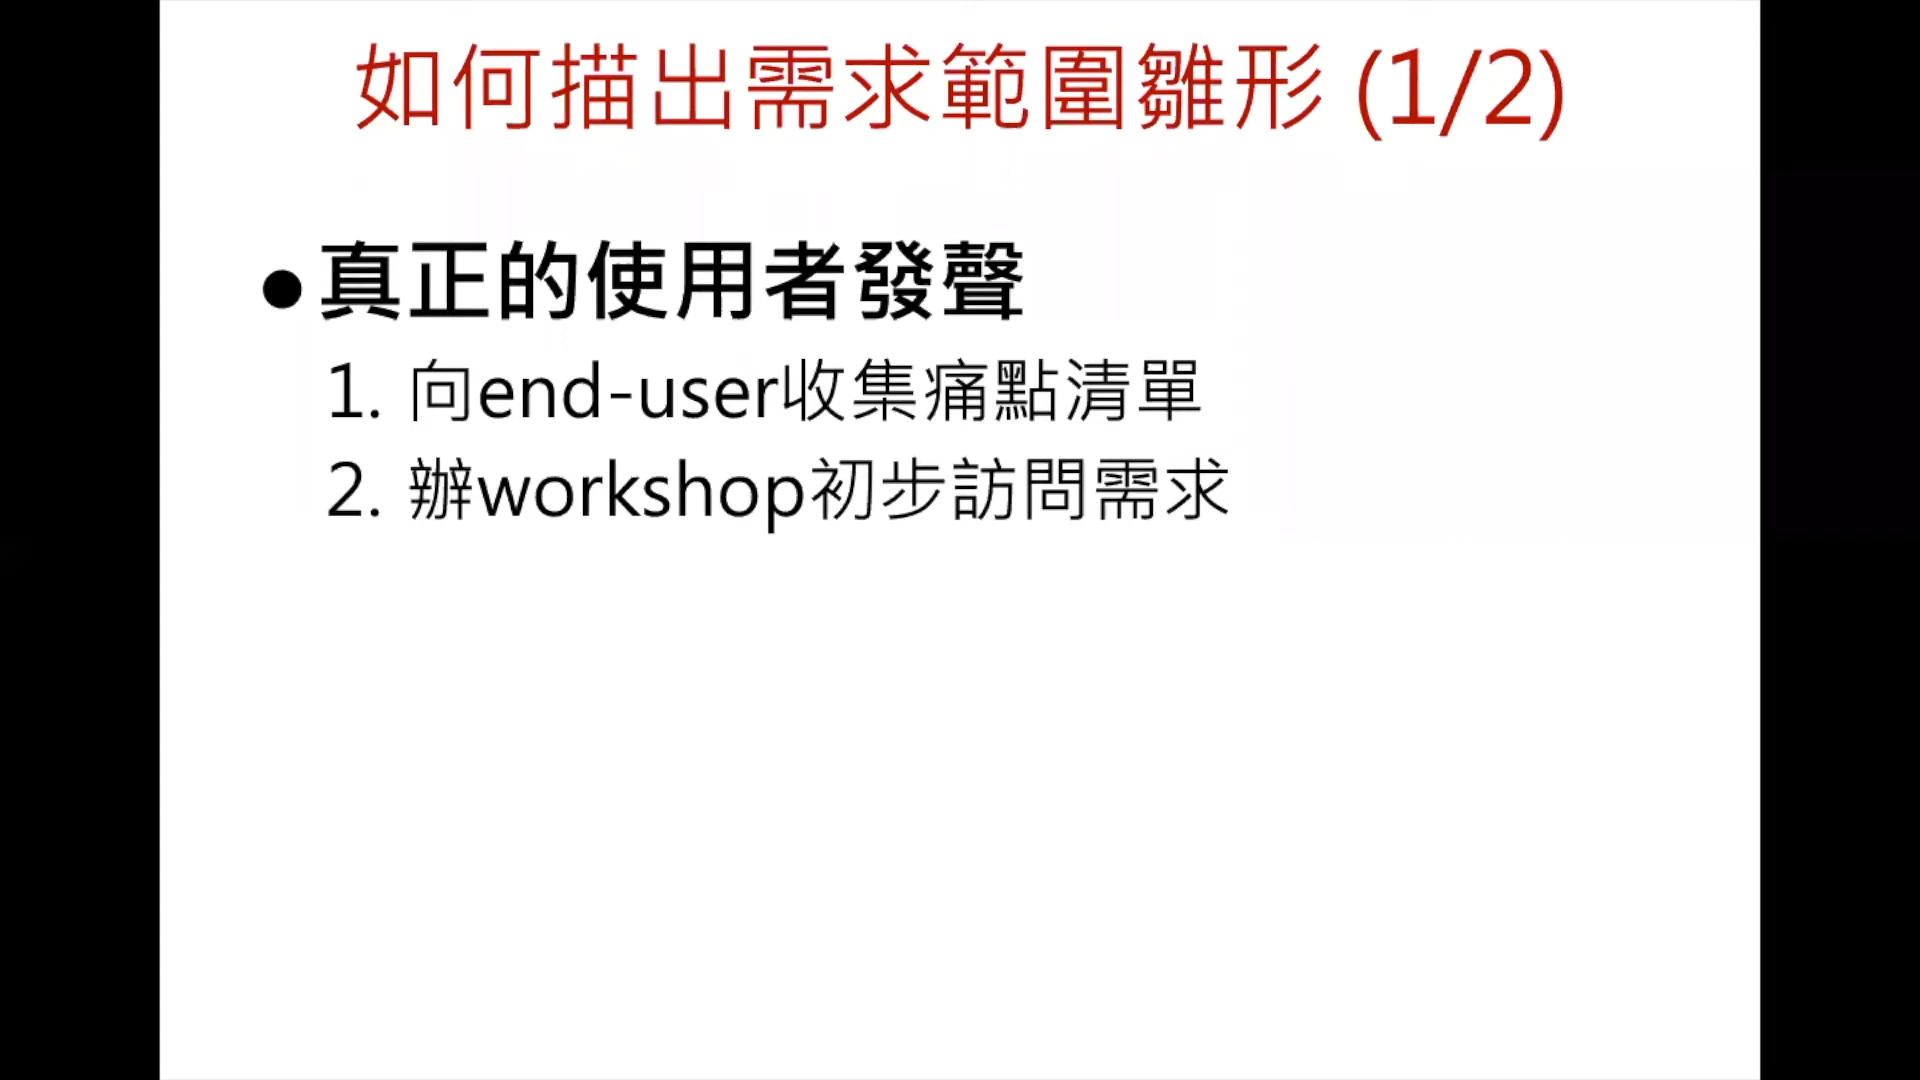 如何描出需求範圍雛形 (1/2)
●真正的使用者發聲
1. 向end-user收集痛點清單
2. 辦workshop初步訪問需求